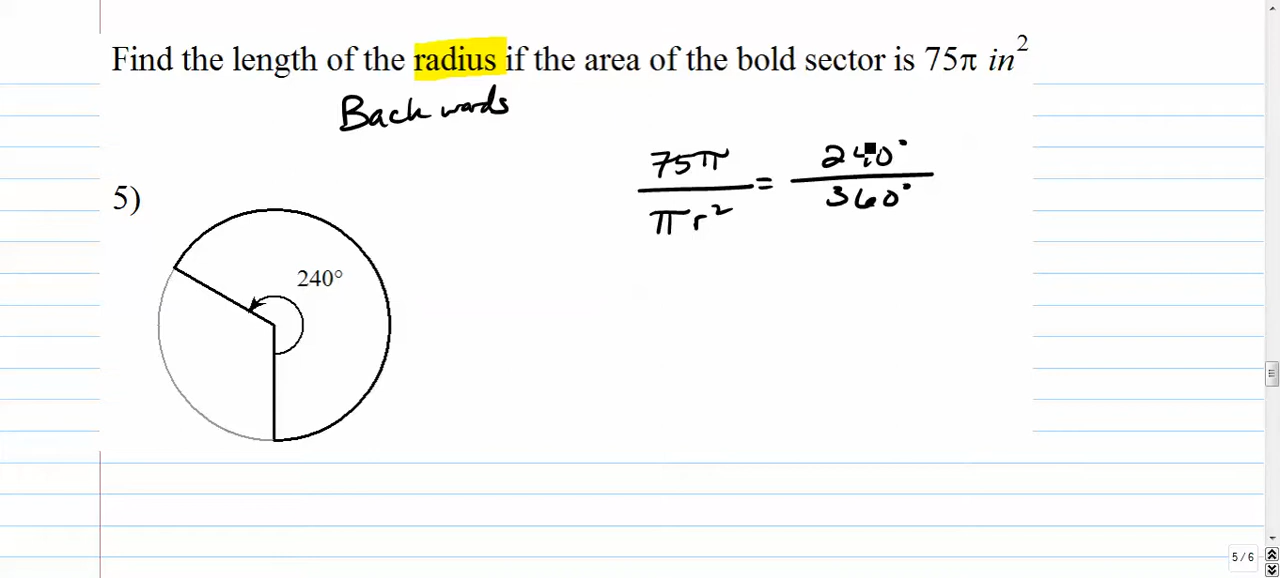 Find the length of the radius if the area of the bold sector is 75π in²
Backwards
75π / πr² = 240° / 360°
5)
240°
5 / 6